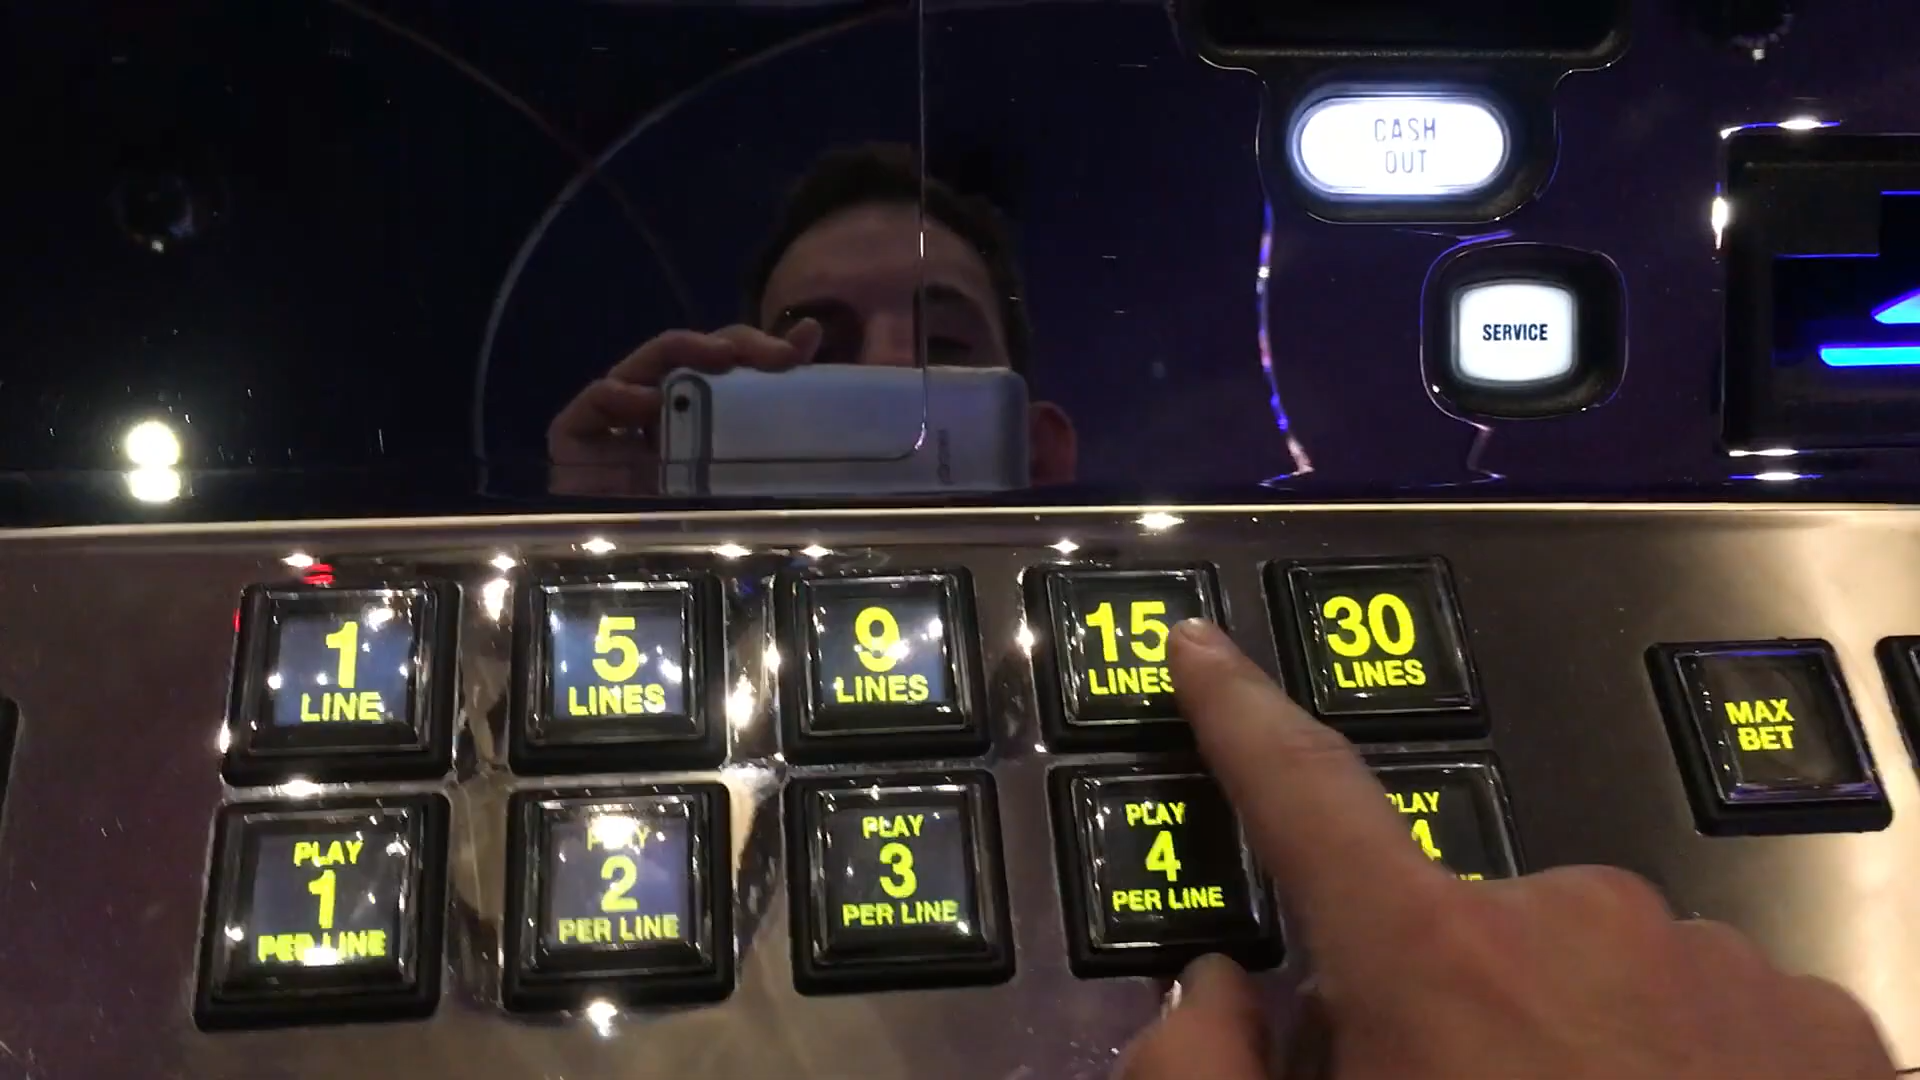 CASH
OUT
SERVICE
1
LINE
5
LINES
9
LINES
15
LINES
30
LINES
MAX
BET
PLAY
1
PER LINE
PLAY
2
PER LINE
PLAY
3
PER LINE
PLAY
4
PER LINE